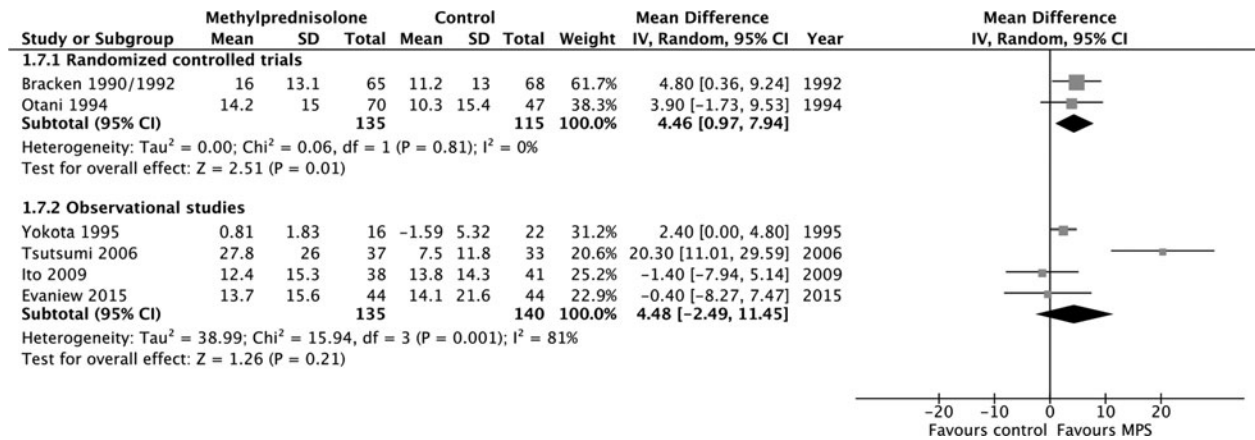 Methylprednisolone Control Mean Difference Mean Difference
Study or Subgroup Mean SD Total Mean SD Total Weight IV, Random, 95% CI Year IV, Random, 95% CI
1.7.1 Randomized controlled trials
Bracken 1990/1992 16 13.1 65 11.2 13 68 61.7% 4.80 [0.36, 9.24] 1992
Otani 1994 14.2 15 70 10.3 15.4 47 38.3% 3.90 [-1.73, 9.53] 1994
Subtotal (95% CI) 135 115 100.0% 4.46 [0.97, 7.94]
Heterogeneity: Tau² = 0.00; Chi² = 0.06, df = 1 (P = 0.81); I² = 0%
Test for overall effect: Z = 2.51 (P = 0.01)
1.7.2 Observational studies
Yokota 1995 0.81 1.83 16 -1.59 5.32 22 31.2% 2.40 [0.00, 4.80] 1995
Tsutsumi 2006 27.8 26 37 7.5 11.8 33 20.6% 20.30 [11.01, 29.59] 2006
Ito 2009 12.4 15.3 38 13.8 14.3 41 25.2% -1.40 [-7.94, 5.14] 2009
Evaniew 2015 13.7 15.6 44 14.1 21.6 44 22.9% -0.40 [-8.27, 7.47] 2015
Subtotal (95% CI) 135 140 100.0% 4.48 [-2.49, 11.45]
Heterogeneity: Tau² = 38.99; Chi² = 15.94, df = 3 (P = 0.001); I² = 81%
Test for overall effect: Z = 1.26 (P = 0.21)
-20 -10 0 10 20
Favours control Favours MPS